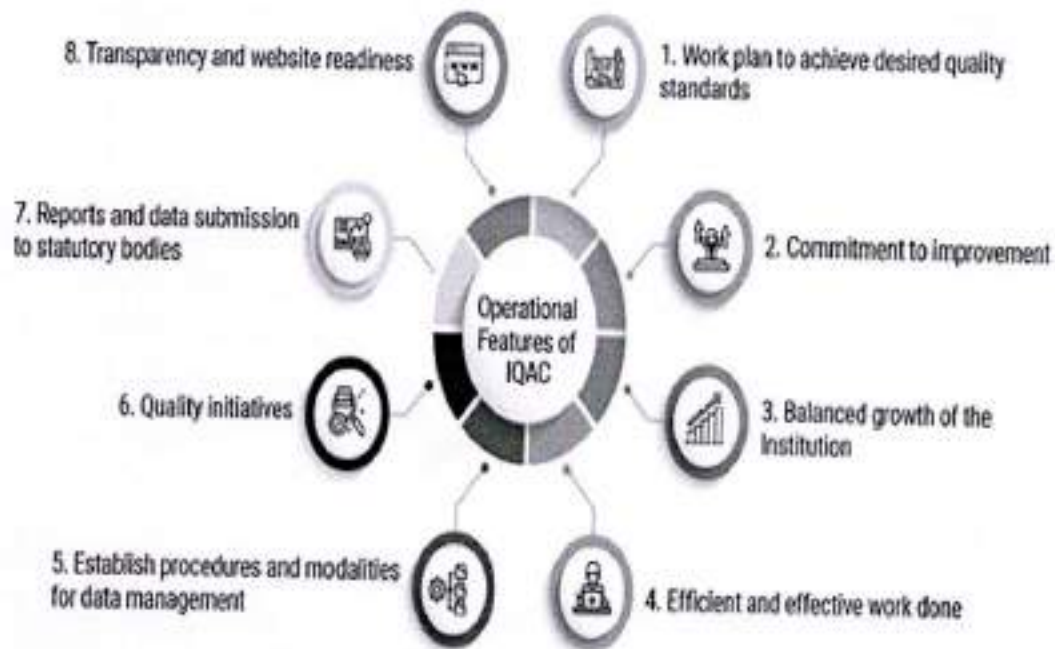 Operational
Features of
IQAC
1. Work plan to achieve desired quality
standards
2. Commitment to improvement
3. Balanced growth of the
Institution
4. Efficient and effective work done
5. Establish procedures and modalities
for data management
6. Quality initiatives
7. Reports and data submission
to statutory bodies
8. Transparency and website readiness